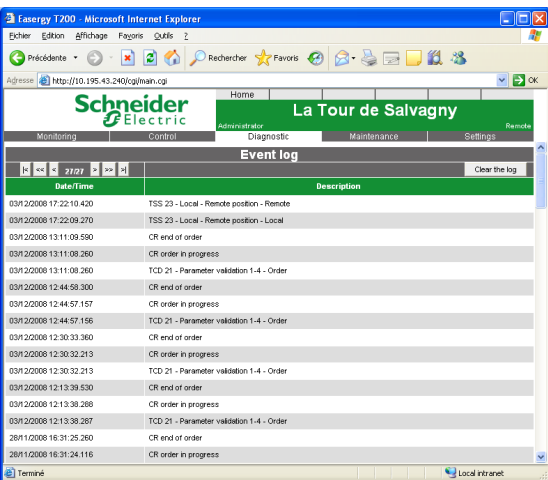 Easergy T200 - Microsoft Internet Explorer
Fichier Edition Affichage Favoris Outils ?
Précédente Rechercher Favoris
Adresse http://10.195.43.240/cgi/main.cgi OK
Schneider Electric
Home
La Tour de Salvagny
Administrator Remote
Monitoring Control Diagnostic Maintenance Settings
Event log
|< << < 27/27 > >> >| Clear the log
Date/Time Description
03/12/2008 17:22:10.420 TSS 23 - Local - Remote position - Remote
03/12/2008 17:22:09.270 TSS 23 - Local - Remote position - Local
03/12/2008 13:11:09.590 CR end of order
03/12/2008 13:11:08.260 CR order in progress
03/12/2008 13:11:08.260 TCD 21 - Parameter validation 1-4 - Order
03/12/2008 12:44:58.300 CR end of order
03/12/2008 12:44:57.157 CR order in progress
03/12/2008 12:44:57.156 TCD 21 - Parameter validation 1-4 - Order
03/12/2008 12:30:33.360 CR end of order
03/12/2008 12:30:32.213 CR order in progress
03/12/2008 12:30:32.213 TCD 21 - Parameter validation 1-4 - Order
03/12/2008 12:13:39.530 CR end of order
03/12/2008 12:13:38.288 CR order in progress
03/12/2008 12:13:38.287 TCD 21 - Parameter validation 1-4 - Order
28/11/2008 16:31:25.260 CR end of order
28/11/2008 16:31:24.116 CR order in progress
Terminé Local intranet